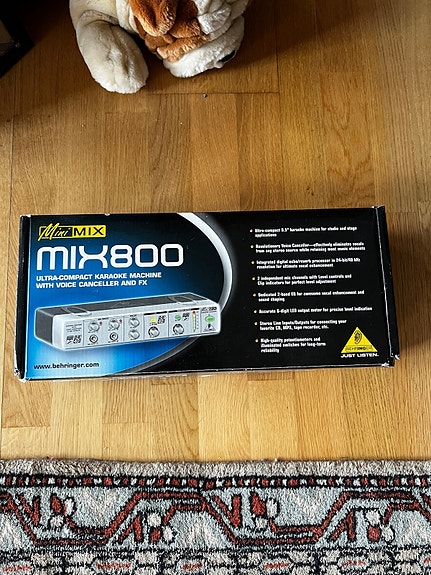 Mini MIX
MIX800
ULTRA-COMPACT KARAOKE MACHINE
WITH VOICE CANCELLER AND FX
www.behringer.com
Ultra-compact 9.5" karaoke machine for studio and stage
applications
Revolutionary Voice Canceller—effectively eliminates vocals
from any stereo source while retaining most music elements
Integrated digital echo/reverb processor in 24-bit/40 kHz
resolution for ultimate vocal enhancement
2 independent mic channels with Level controls and
Clip indicators for perfect level adjustment
Dedicated 2-band EQ for awesome vocal enhancement and
sound shaping
Accurate 6-digit LED output meter for precise level indication
Stereo Line Inputs/Outputs for connecting your
favorite CD, MP3, tape recorder, etc.
High-quality potentiometers and
illuminated switches for long-term
reliability
BEHRINGER
JUST LISTEN.